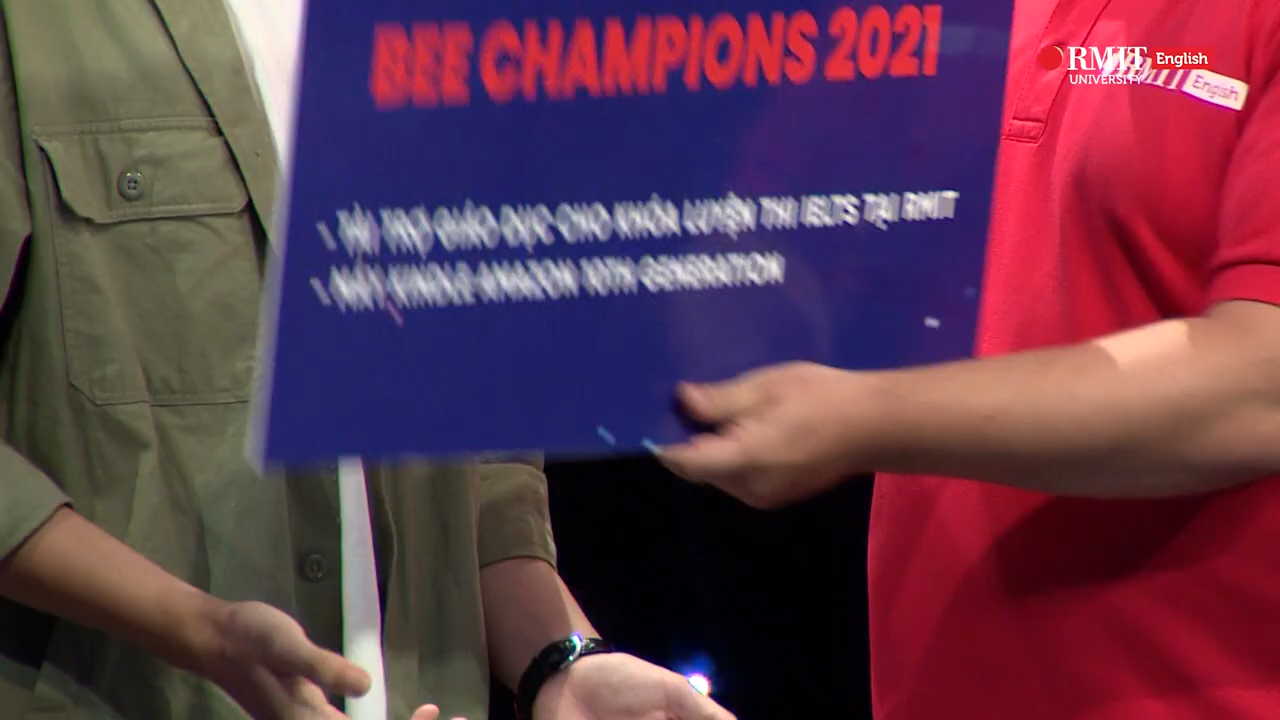 BEE CHAMPIONS 2021
TÀI TRỢ GIÁO DỤC CHO KHÓA LUYỆN THI IELTS TẠI RMIT
MÁY KINDLE AMAZON 10TH GENERATION
RMIT English
UNIVERSITY
English